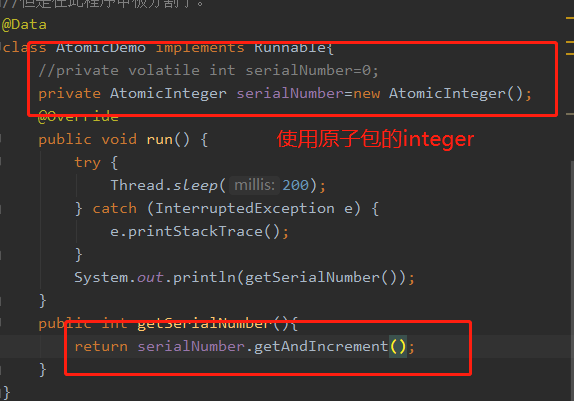 //但是在此程序中被分割了。
@Data
class AtomicDemo implements Runnable{
//private volatile int serialNumber=0;
private AtomicInteger serialNumber=new AtomicInteger();
@Override
public void run() {
使用原子包的integer
try {
Thread.sleep( millis: 200);
} catch (InterruptedException e) {
e.printStackTrace();
}
System.out.println(getSerialNumber());
}
public int getSerialNumber(){
return serialNumber.getAndIncrement();
}
}